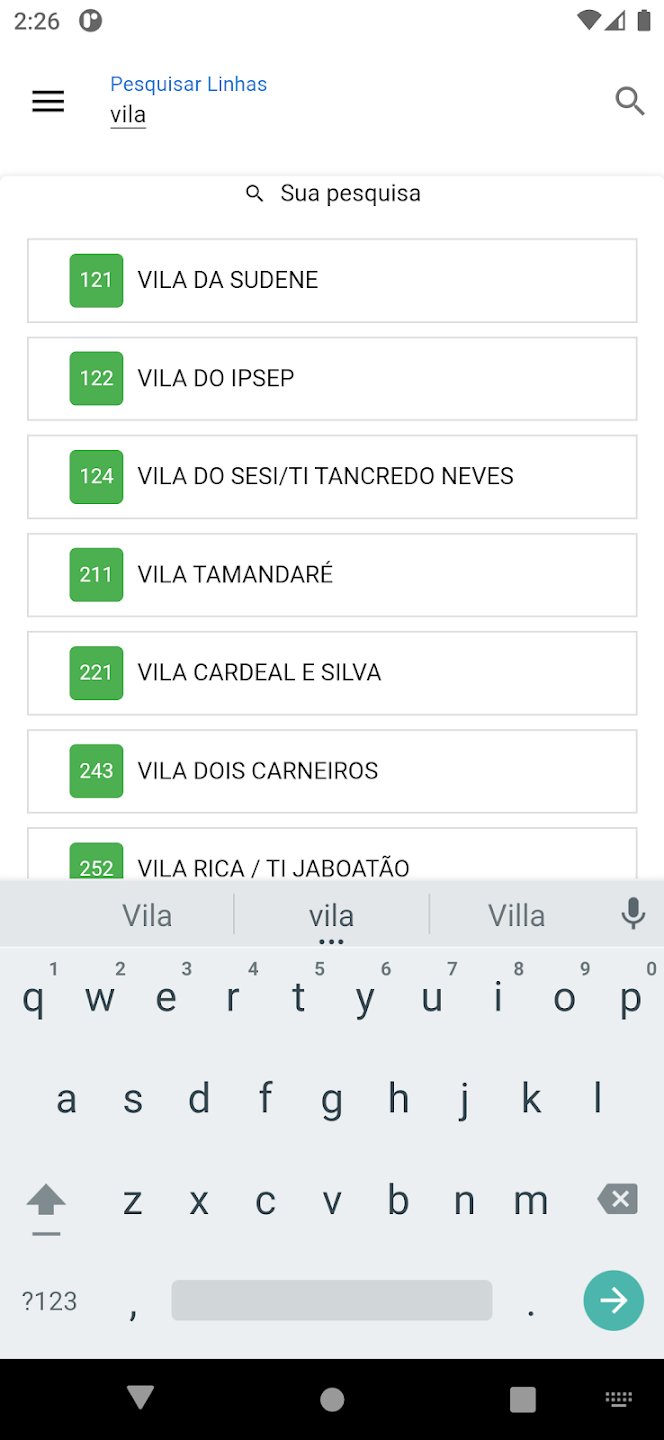 2:26
Pesquisar Linhas
vila
Sua pesquisa
121 VILA DA SUDENE
122 VILA DO IPSEP
124 VILA DO SESI/TI TANCREDO NEVES
211 VILA TAMANDARÉ
221 VILA CARDEAL E SILVA
243 VILA DOIS CARNEIROS
252 VILA RICA / TI JABOATÃO
Vila vila Villa
1 2 3 4 5 6 7 8 9 0
q w e r t y u i o p
a s d f g h j k l
z x c v b n m
?123 , .